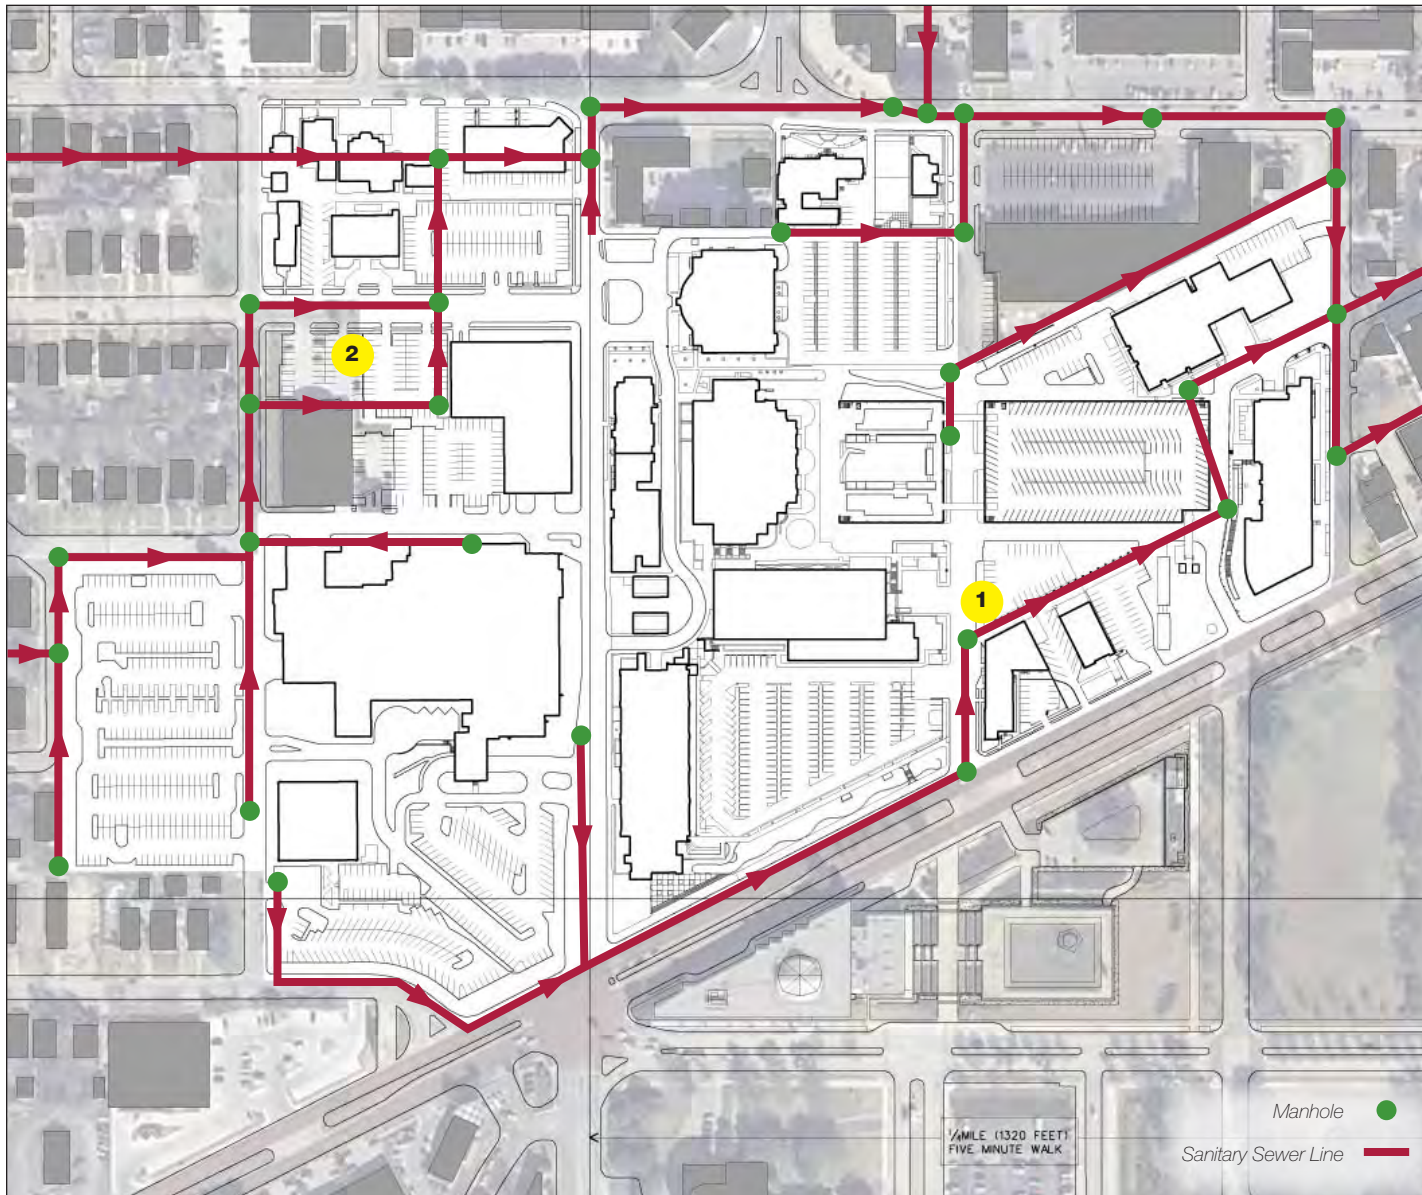 2
1
¼MILE (1320 FEET)
FIVE MINUTE WALK
Manhole
Sanitary Sewer Line